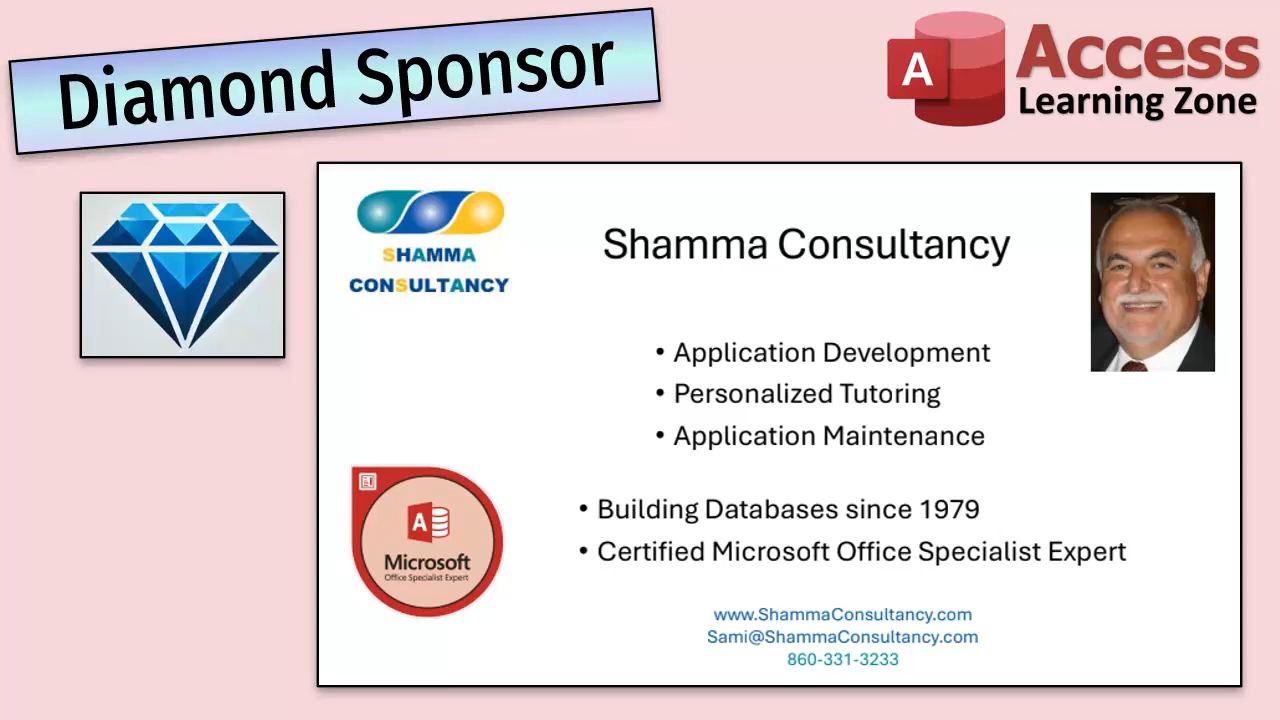 Diamond Sponsor
A
Access
Learning Zone
SHAMMA
CONSULTANCY
Shamma Consultancy
• Application Development
• Personalized Tutoring
• Application Maintenance
A
Microsoft
Office Specialist Expert
• Building Databases since 1979
• Certified Microsoft Office Specialist Expert
www.ShammaConsultancy.com
Sami@ShammaConsultancy.com
860-331-3233